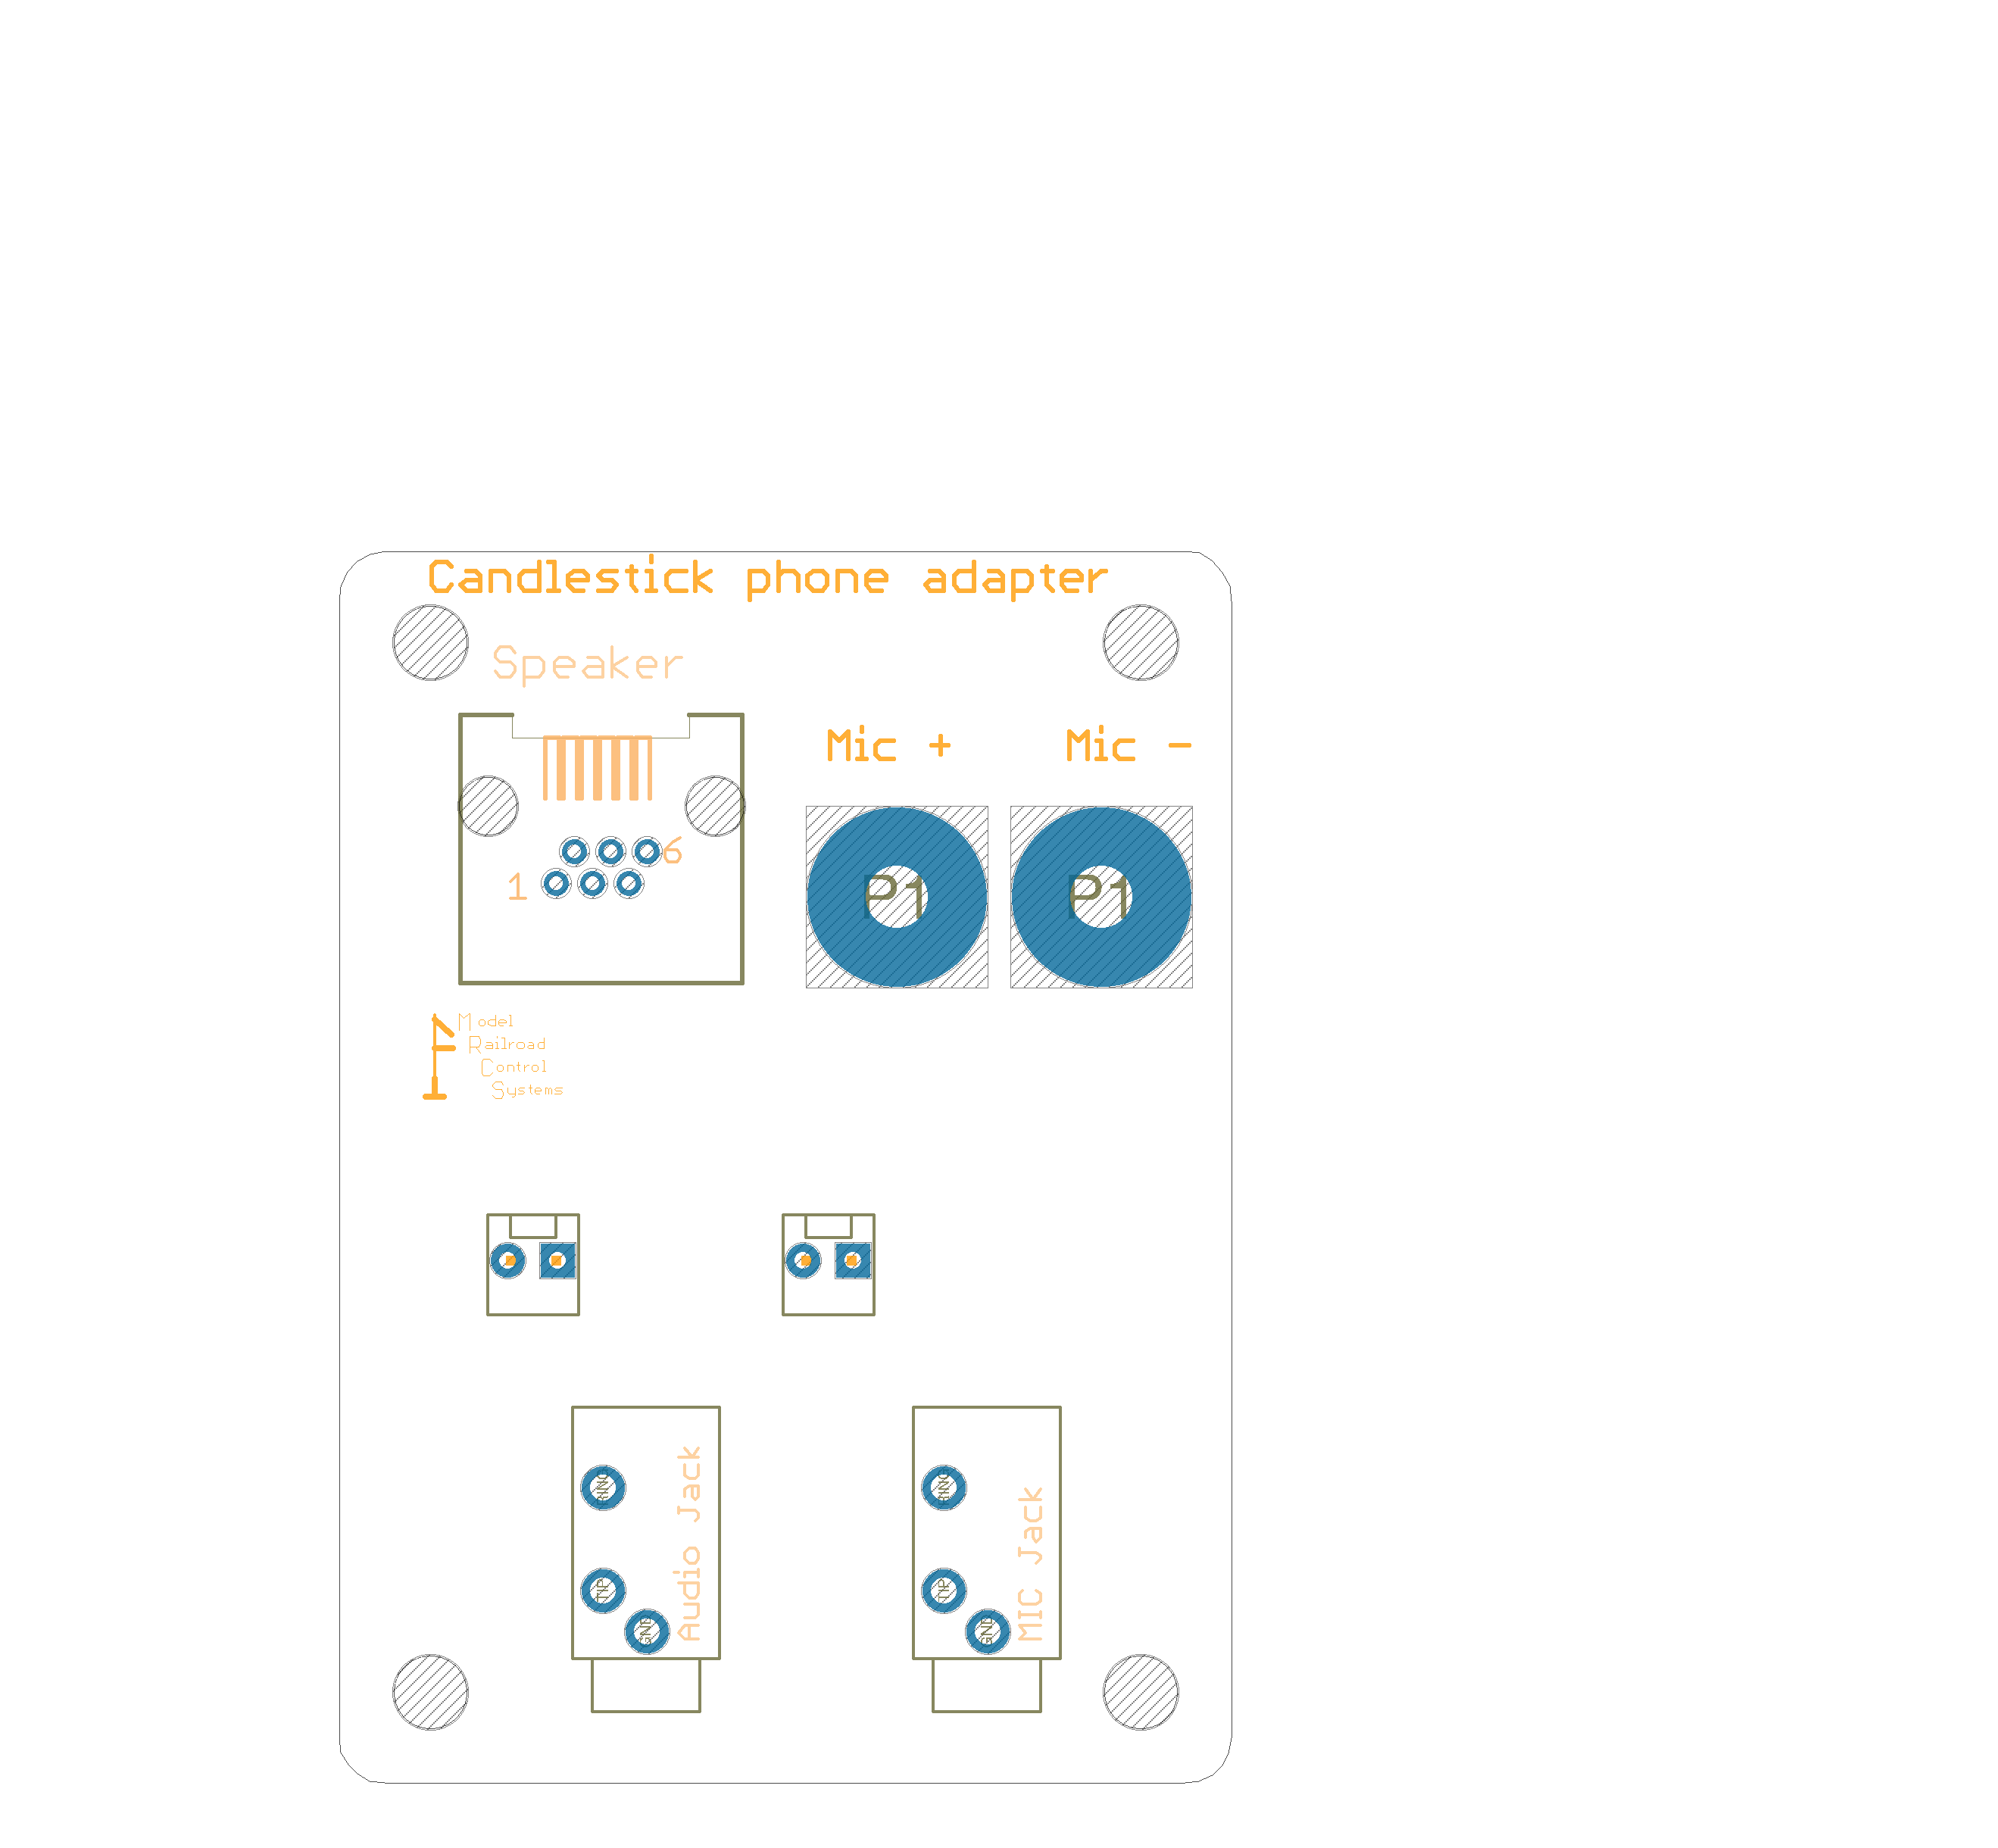 Candlestick phone adapter
Speaker
Mic + Mic -
6
1
P1 P1
Model
Railroad
Control
Systems
RING RING
Audio Jack
MIC Jack
TIP TIP
GND GND